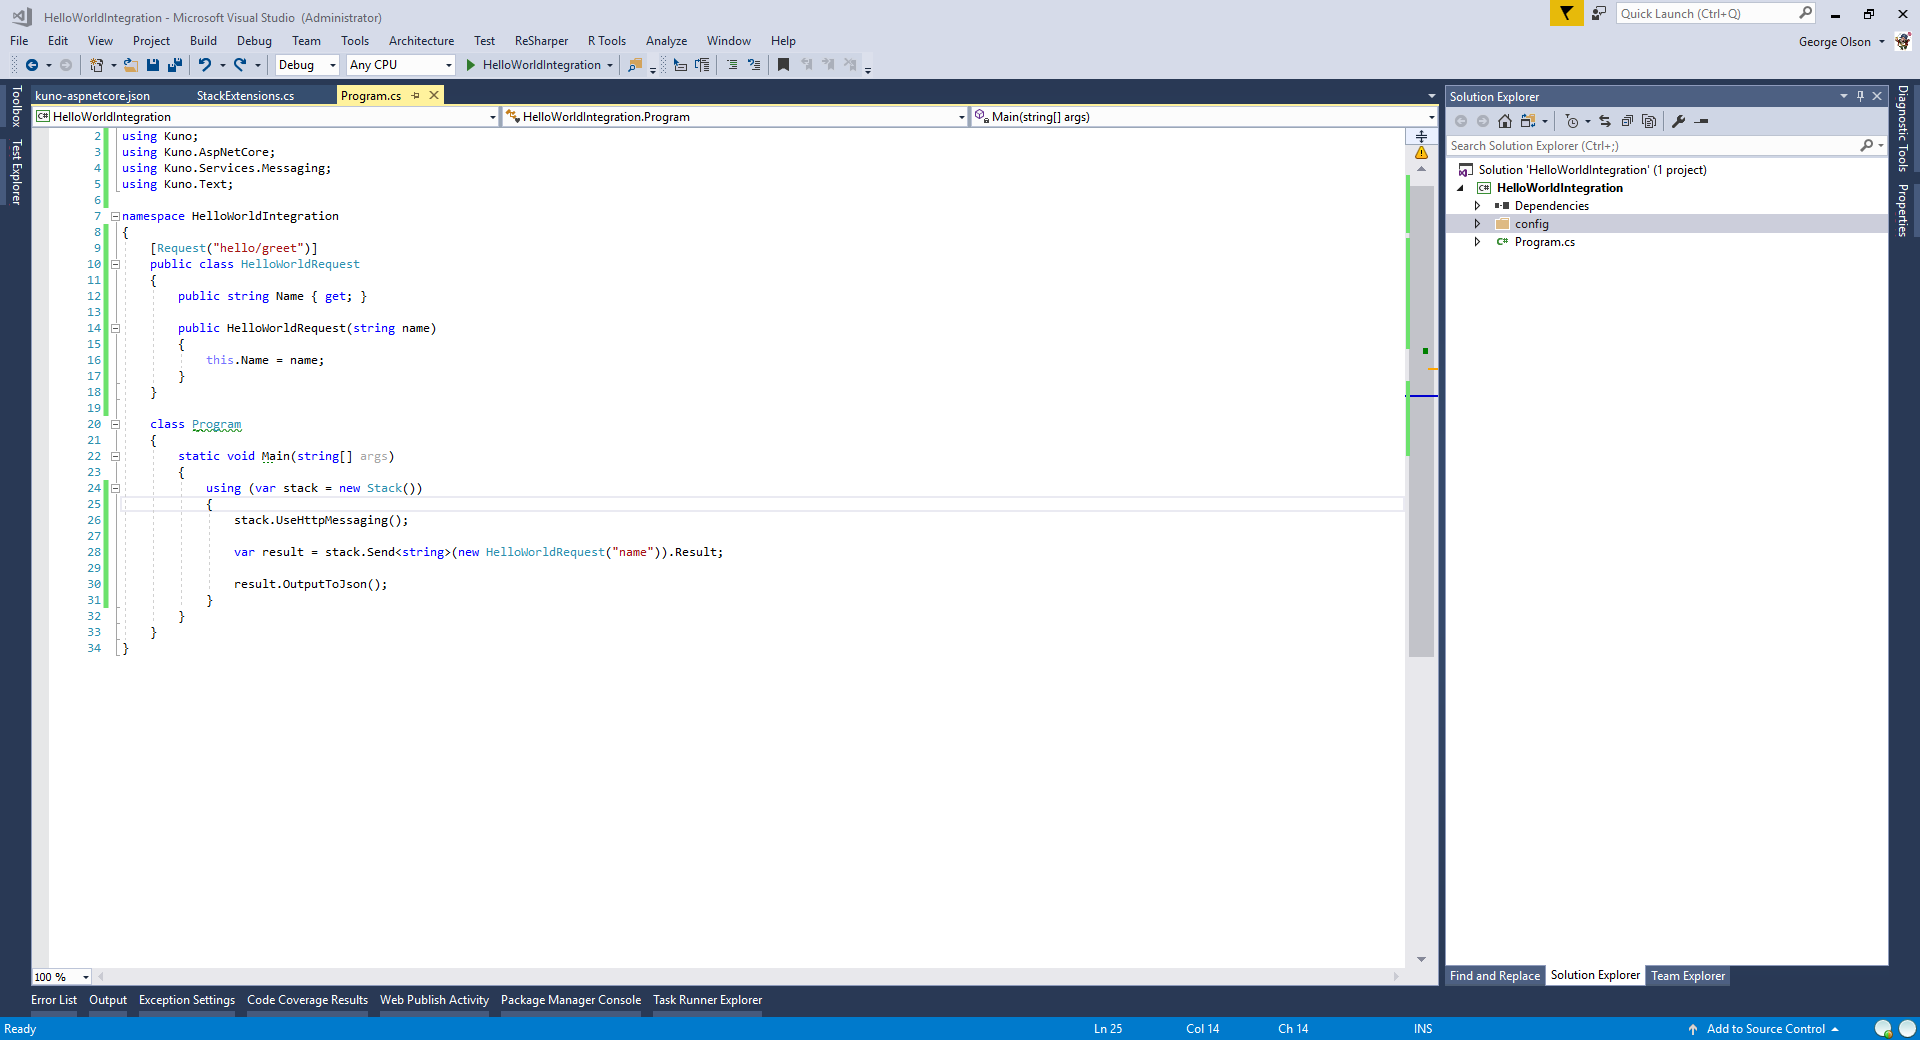 HelloWorldIntegration - Microsoft Visual Studio (Administrator)
Quick Launch (Ctrl+Q)
File Edit View Project Build Debug Team Tools Architecture Test ReSharper R Tools Analyze Window Help
George Olson
Debug Any CPU HelloWorldIntegration
Toolbox
Test Explorer
kuno-aspnetcore.json StackExtensions.cs Program.cs
C# HelloWorldIntegration HelloWorldIntegration.Program Main(string[] args)
2 using Kuno;
3 using Kuno.AspNetCore;
4 using Kuno.Services.Messaging;
5 using Kuno.Text;
6
7 namespace HelloWorldIntegration
8 {
9 [Request("hello/greet")]
10 public class HelloWorldRequest
11 {
12 public string Name { get; }
13
14 public HelloWorldRequest(string name)
15 {
16 this.Name = name;
17 }
18 }
19
20 class Program
21 {
22 static void Main(string[] args)
23 {
24 using (var stack = new Stack())
25 {
26 stack.UseHttpMessaging();
27
28 var result = stack.Send<string>(new HelloWorldRequest("name")).Result;
29
30 result.OutputToJson();
31 }
32 }
33 }
34 }
100 %
Solution Explorer
Search Solution Explorer (Ctrl+;)
Solution 'HelloWorldIntegration' (1 project)
C# HelloWorldIntegration
Dependencies
config
C# Program.cs
Find and Replace Solution Explorer Team Explorer
Diagnostic Tools
Properties
Error List Output Exception Settings Code Coverage Results Web Publish Activity Package Manager Console Task Runner Explorer
Ready Ln 25 Col 14 Ch 14 INS Add to Source Control